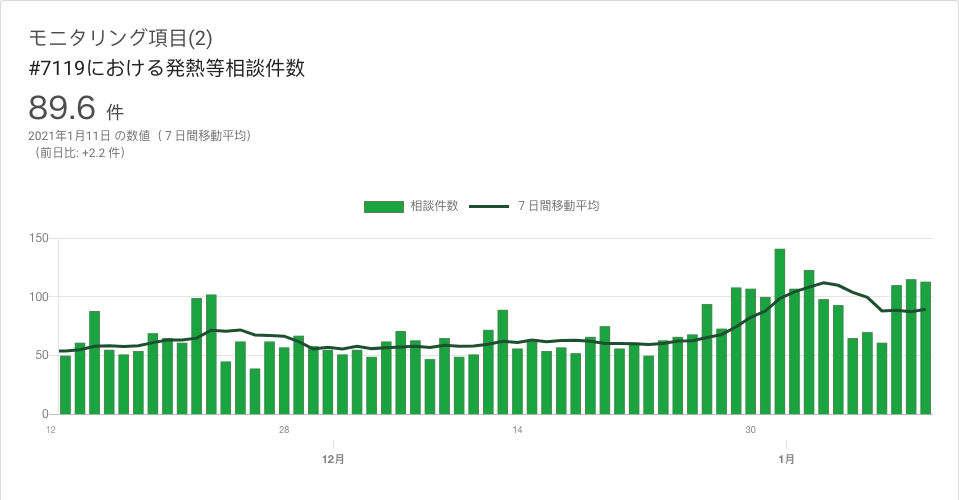 モニタリング項目(2)
#7119における発熱等相談件数
89.6 件
2021年1月11日 の数値（７日間移動平均）
（前日比: +2.2 件）
相談件数 ７日間移動平均
150
100
50
0
12 28 14 30
12月 1月